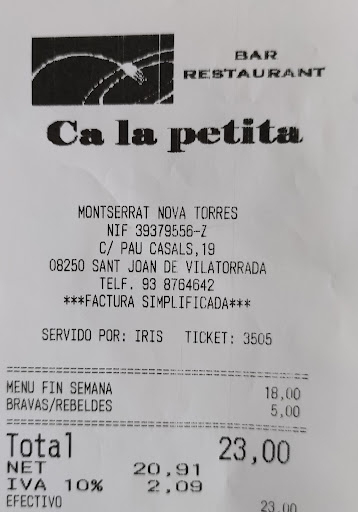 BAR
RESTAURANT
Ca la petita
MONTSERRAT NOVA TORRES
NIF 39379556-Z
C/ PAU CASALS,19
08250 SANT JOAN DE VILATORRADA
TELF. 93 8764642
***FACTURA SIMPLIFICADA***
SERVIDO POR: IRIS TICKET: 3505
MENU FIN SEMANA 18,00
BRAVAS/REBELDES 5,00
Total 23,00
NET 20,91
IVA 10% 2,09
EFECTIVO 23,00